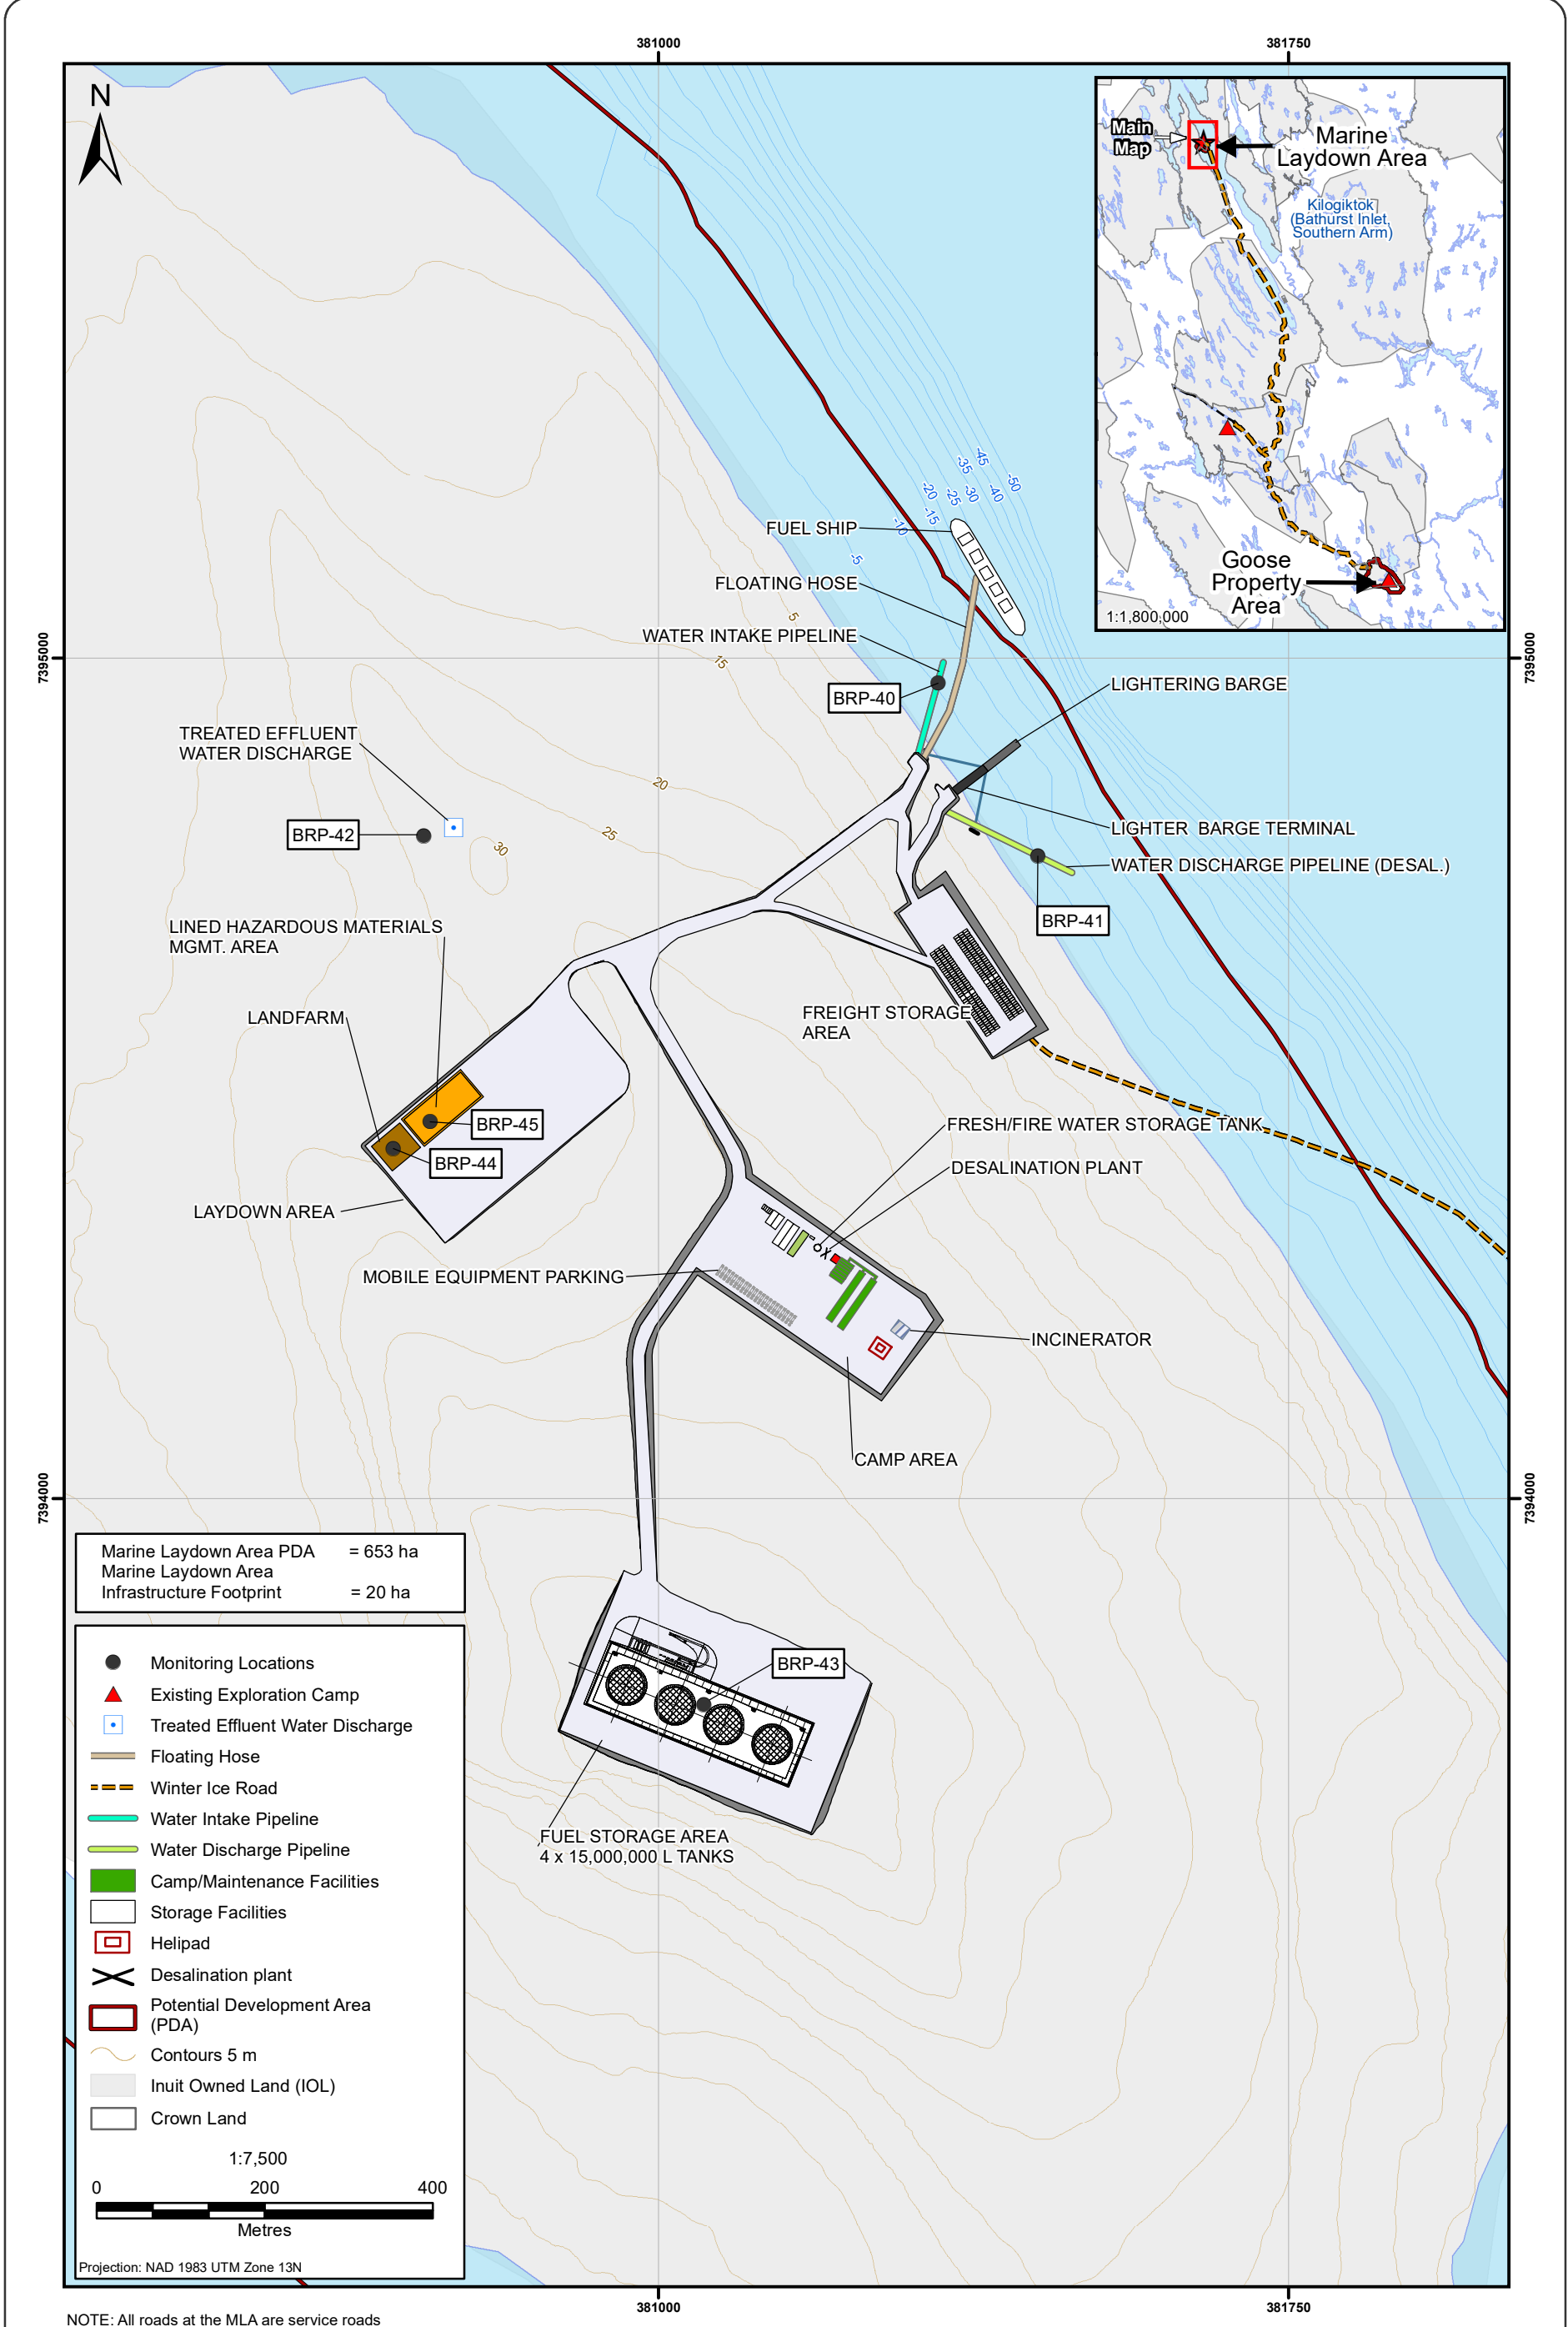 381000
381750
N
Main
Map
Marine
Laydown Area
Kilogiktok
(Bathurst Inlet,
Southern Arm)
Goose
Property
Area
1:1,800,000
-45
-35
-50
-20
-30
-40
-25
-15
-10
-5
FUEL SHIP
FLOATING HOSE
5
WATER INTAKE PIPELINE
15
7395000
7395000
BRP-40
LIGHTERING BARGE
TREATED EFFLUENT
WATER DISCHARGE
20
BRP-42
25
30
LIGHTER BARGE TERMINAL
WATER DISCHARGE PIPELINE (DESAL.)
BRP-41
LINED HAZARDOUS MATERIALS
MGMT. AREA
LANDFARM
FREIGHT STORAGE
AREA
BRP-45
BRP-44
FRESH/FIRE WATER STORAGE TANK
DESALINATION PLANT
LAYDOWN AREA
MOBILE EQUIPMENT PARKING
INCINERATOR
CAMP AREA
7394000
7394000
Marine Laydown Area PDA = 653 ha
Marine Laydown Area
Infrastructure Footprint = 20 ha
BRP-43
FUEL STORAGE AREA
4 x 15,000,000 L TANKS
Monitoring Locations
Existing Exploration Camp
Treated Effluent Water Discharge
Floating Hose
Winter Ice Road
Water Intake Pipeline
Water Discharge Pipeline
Camp/Maintenance Facilities
Storage Facilities
Helipad
Desalination plant
Potential Development Area
(PDA)
Contours 5 m
Inuit Owned Land (IOL)
Crown Land
1:7,500
0 200 400
Metres
Projection: NAD 1983 UTM Zone 13N
381000
381750
NOTE: All roads at the MLA are service roads